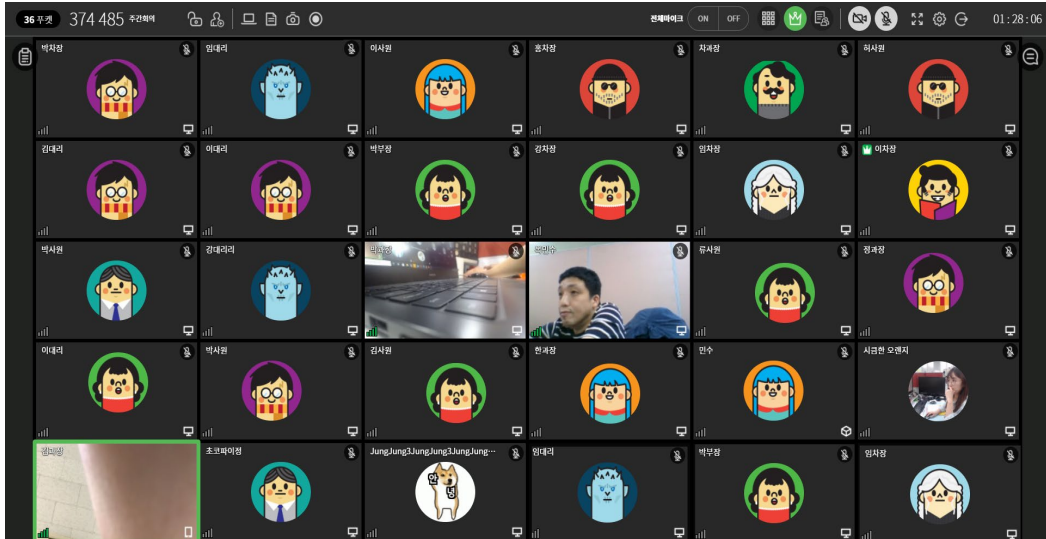 36 푸켓 374 485 주간회의 전체마이크 ON OFF 01:28:06
박차장 임대리 이사원 홍차장 차과장 허사원
김대리 이대리 박부장 강차장 임차장 이차장
박사원 강대리리 류사원 정과장
이대리 박사원 김사원 한과장 민수 시금한 오렌지
초코파이정 JungJung3JungJung3JungJung⋯ 임대리 박부장 임차장
안
녕